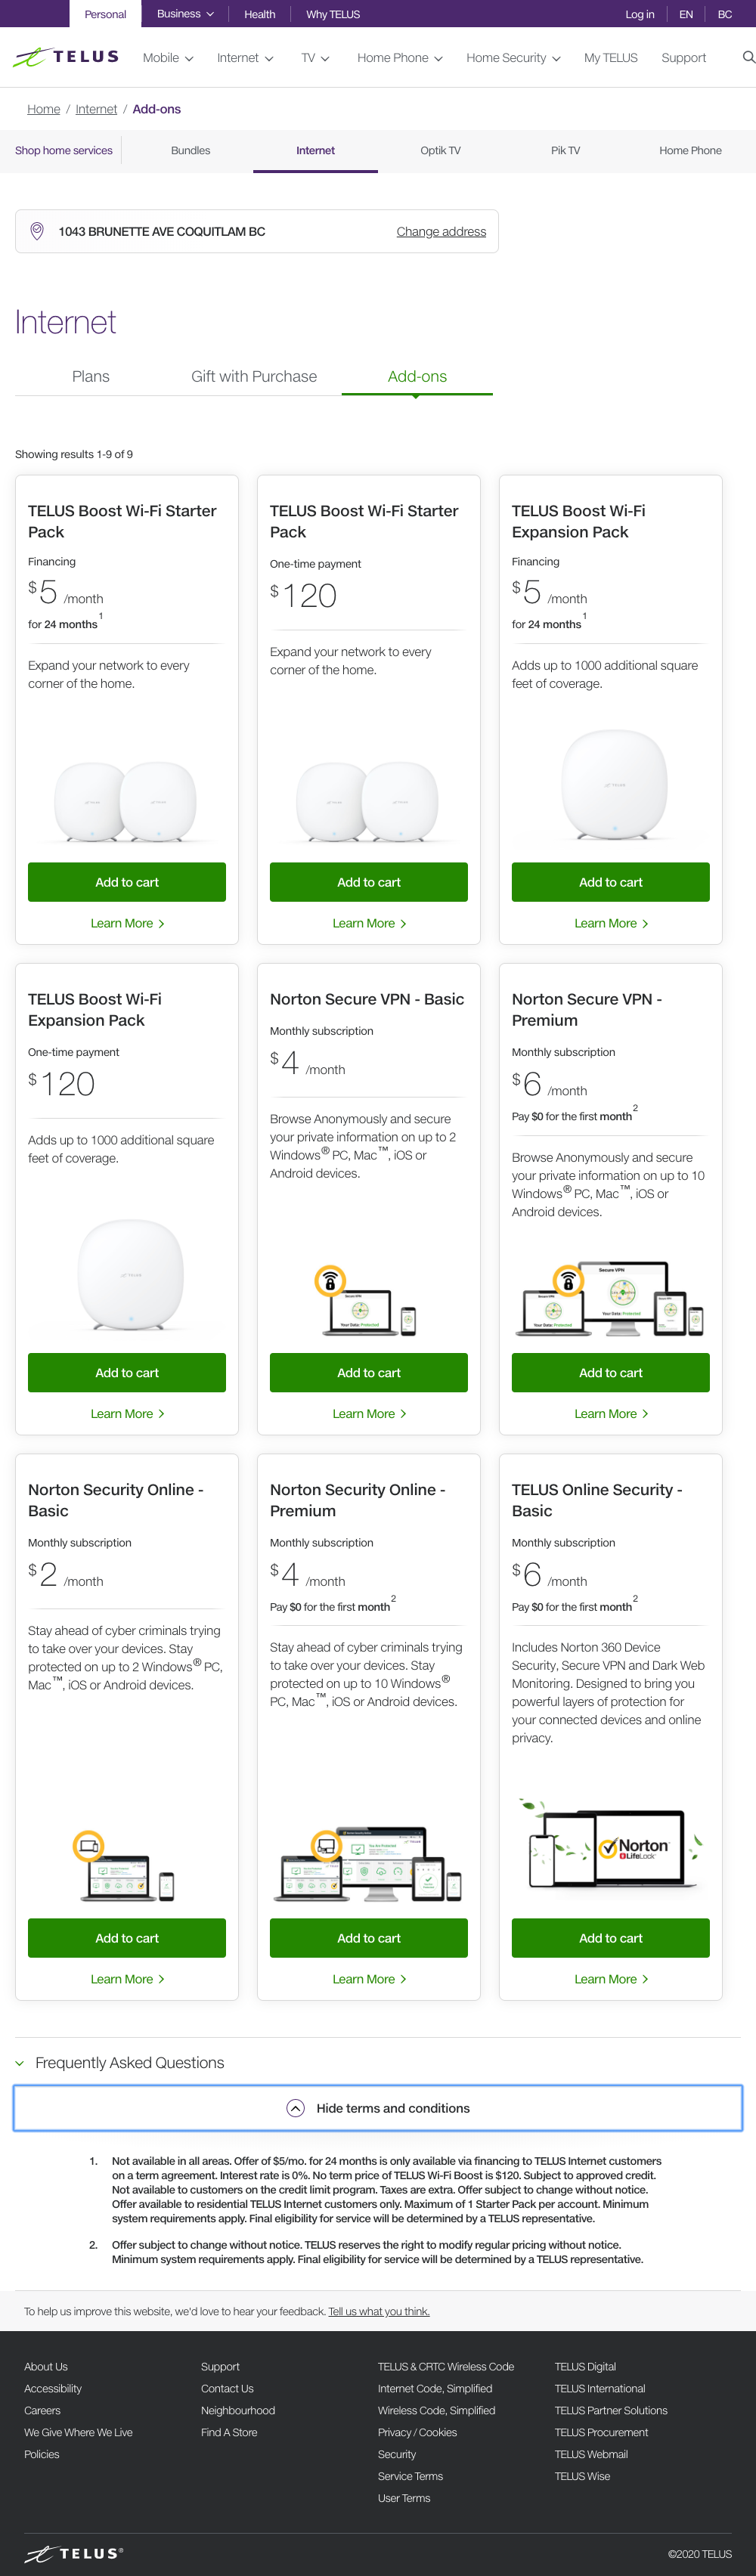 Personal Business Health Why TELUS Log in EN BC
TELUS Mobile Internet TV Home Phone Home Security My TELUS Support
Home / Internet / Add-ons
Shop home services Bundles Internet Optik TV Pik TV Home Phone
1043 BRUNETTE AVE COQUITLAM BC Change address
Internet
Plans Gift with Purchase Add-ons
Showing results 1-9 of 9
TELUS Boost Wi-Fi Starter
Pack
Financing
$5 /month
for 24 months1
Expand your network to every
corner of the home.
Add to cart
Learn More
TELUS Boost Wi-Fi Starter
Pack
One-time payment
$120
Expand your network to every
corner of the home.
Add to cart
Learn More
TELUS Boost Wi-Fi
Expansion Pack
Financing
$5 /month
for 24 months1
Adds up to 1000 additional square
feet of coverage.
TELUS
Add to cart
Learn More
TELUS Boost Wi-Fi
Expansion Pack
One-time payment
$120
Adds up to 1000 additional square
feet of coverage.
TELUS
Add to cart
Learn More
Norton Secure VPN - Basic
Monthly subscription
$4 /month
Browse Anonymously and secure
your private information on up to 2
Windows® PC, Mac™, iOS or
Android devices.
Secure VPN
Your Data: Protected
Add to cart
Learn More
Norton Secure VPN -
Premium
Monthly subscription
$6 /month
Pay $0 for the first month2
Browse Anonymously and secure
your private information on up to 10
Windows® PC, Mac™, iOS or
Android devices.
Secure VPN
Secure VPN
Your Data: Protected
Your Data: Protected
Add to cart
Learn More
Norton Security Online -
Basic
Monthly subscription
$2 /month
Stay ahead of cyber criminals trying
to take over your devices. Stay
protected on up to 2 Windows® PC,
Mac™, iOS or Android devices.
Add to cart
Learn More
Norton Security Online -
Premium
Monthly subscription
$4 /month
Pay $0 for the first month2
Stay ahead of cyber criminals trying
to take over your devices. Stay
protected on up to 10 Windows®
PC, Mac™, iOS or Android devices.
Add to cart
Learn More
TELUS Online Security -
Basic
Monthly subscription
$6 /month
Pay $0 for the first month2
Includes Norton 360 Device
Security, Secure VPN and Dark Web
Monitoring. Designed to bring you
powerful layers of protection for
your connected devices and online
privacy.
Norton
LifeLock
Add to cart
Learn More
Frequently Asked Questions
Hide terms and conditions
1. Not available in all areas. Offer of $5/mo. for 24 months is only available via financing to TELUS Internet customers
on a term agreement. Interest rate is 0%. No term price of TELUS Wi-Fi Boost is $120. Subject to approved credit.
Not available to customers on the credit limit program. Taxes are extra. Offer subject to change without notice.
Offer available to residential TELUS Internet customers only. Maximum of 1 Starter Pack per account. Minimum
system requirements apply. Final eligibility for service will be determined by a TELUS representative.
2. Offer subject to change without notice. TELUS reserves the right to modify regular pricing without notice.
Minimum system requirements apply. Final eligibility for service will be determined by a TELUS representative.
To help us improve this website, we'd love to hear your feedback. Tell us what you think.
About Us
Accessibility
Careers
We Give Where We Live
Policies
Support
Contact Us
Neighbourhood
Find A Store
TELUS & CRTC Wireless Code
Internet Code, Simplified
Wireless Code, Simplified
Privacy / Cookies
Security
Service Terms
User Terms
TELUS Digital
TELUS International
TELUS Partner Solutions
TELUS Procurement
TELUS Webmail
TELUS Wise
TELUS®
©2020 TELUS